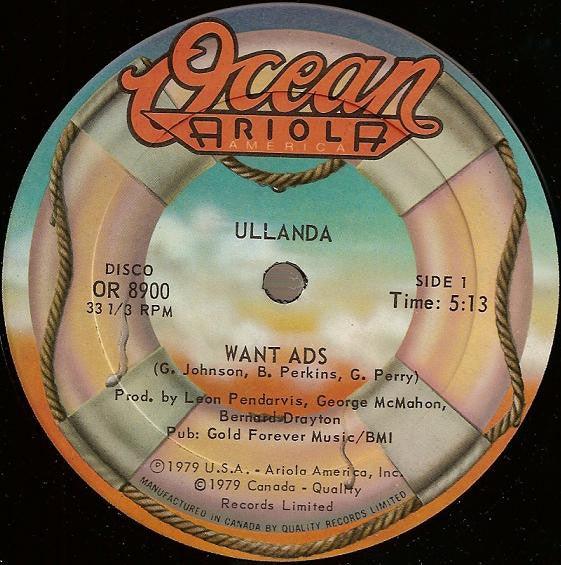 Ocean
ARIOLA
AMERICA
ULLANDA
DISCO
OR 8900
33 1/3 RPM
SIDE 1
Time: 5:13
WANT ADS
(G. Johnson, B. Perkins, G. Perry)
Prod. by Leon Pendarvis, George McMahon,
Bernard Drayton
Pub: Gold Forever Music/BMI
℗1979 U.S.A. - Ariola America, Inc.
©1979 Canada - Quality
Records Limited
MANUFACTURED IN CANADA BY QUALITY RECORDS LIMITED